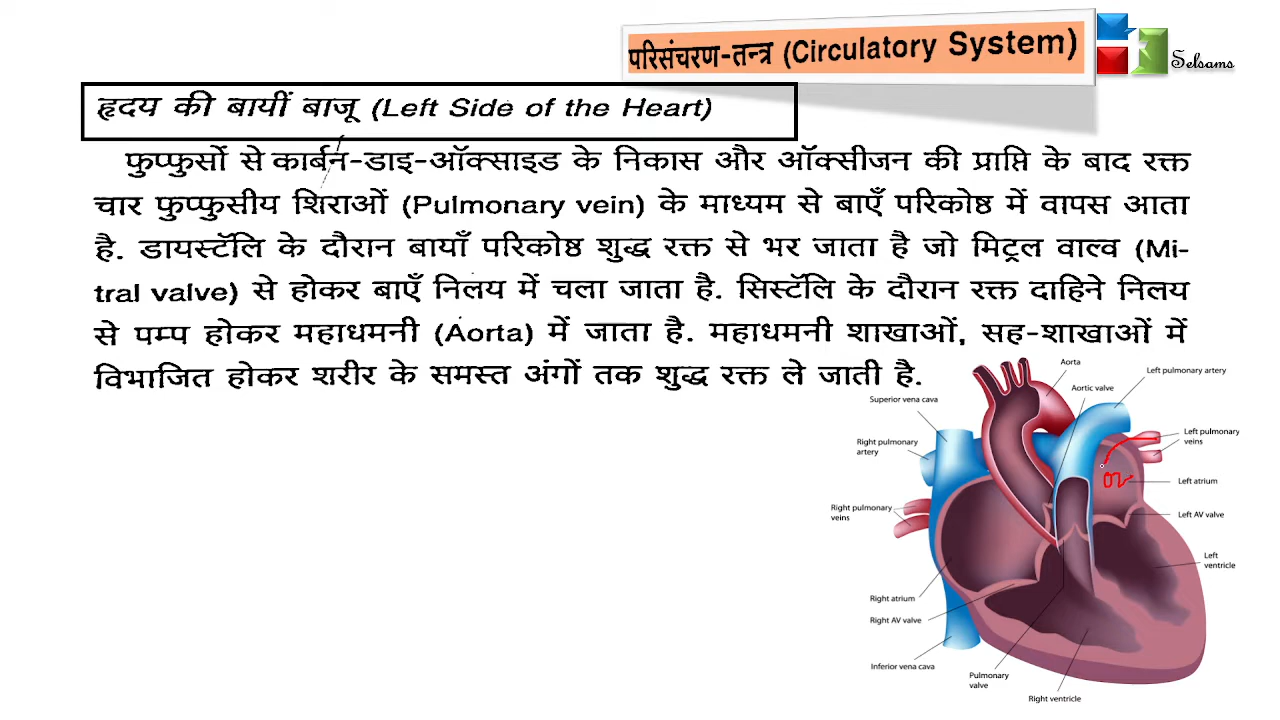 परिसंचरण-तन्त्र (Circulatory System)
Selsams
हृदय की बायीं बाजू (Left Side of the Heart)
फुप्फुसों से कार्बन-डाइ-ऑक्साइड के निकास और ऑक्सीजन की प्राप्ति के बाद रक्त
चार फुप्फुसीय शिराओं (Pulmonary vein) के माध्यम से बाएँ परिकोष्ठ में वापस आता
है. डायस्टॅलि के दौरान बायाँ परिकोष्ठ शुद्ध रक्त से भर जाता है जो मिट्रल वाल्व (Mi-
tral valve) से होकर बाएँ निलय में चला जाता है. सिस्टॅलि के दौरान रक्त दाहिने निलय
से पम्प होकर महाधमनी (Aorta) में जाता है. महाधमनी शाखाओं, सह-शाखाओं में
विभाजित होकर शरीर के समस्त अंगों तक शुद्ध रक्त ले जाती है.
Aorta
Left pulmonary artery
Aortic valve
Superior vena cava
Left pulmonary
veins
Right pulmonary
artery
Left atrium
Right pulmonary
veins
Left AV valve
Left
ventricle
Right atrium
Right AV valve
Inferior vena cava
Pulmonary
valve
Right ventricle